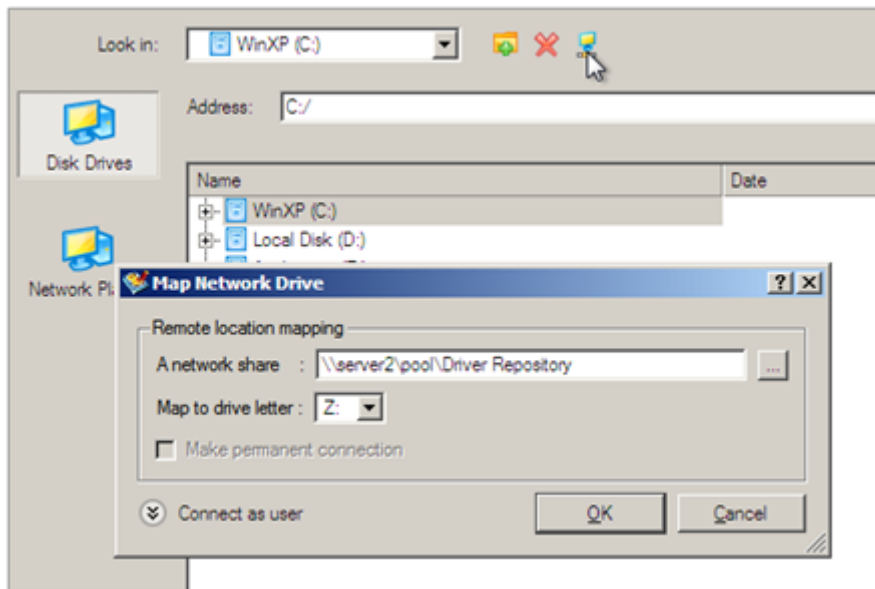 Look in: WinXP (C:)
Address: C:/
Disk Drives
Name Date
WinXP (C:)
Local Disk (D:)
Network
Map Network Drive
Remote location mapping
A network share : \\server2\pool\Driver Repository ...
Map to drive letter : Z:
Make permanent connection
Connect as user OK Cancel